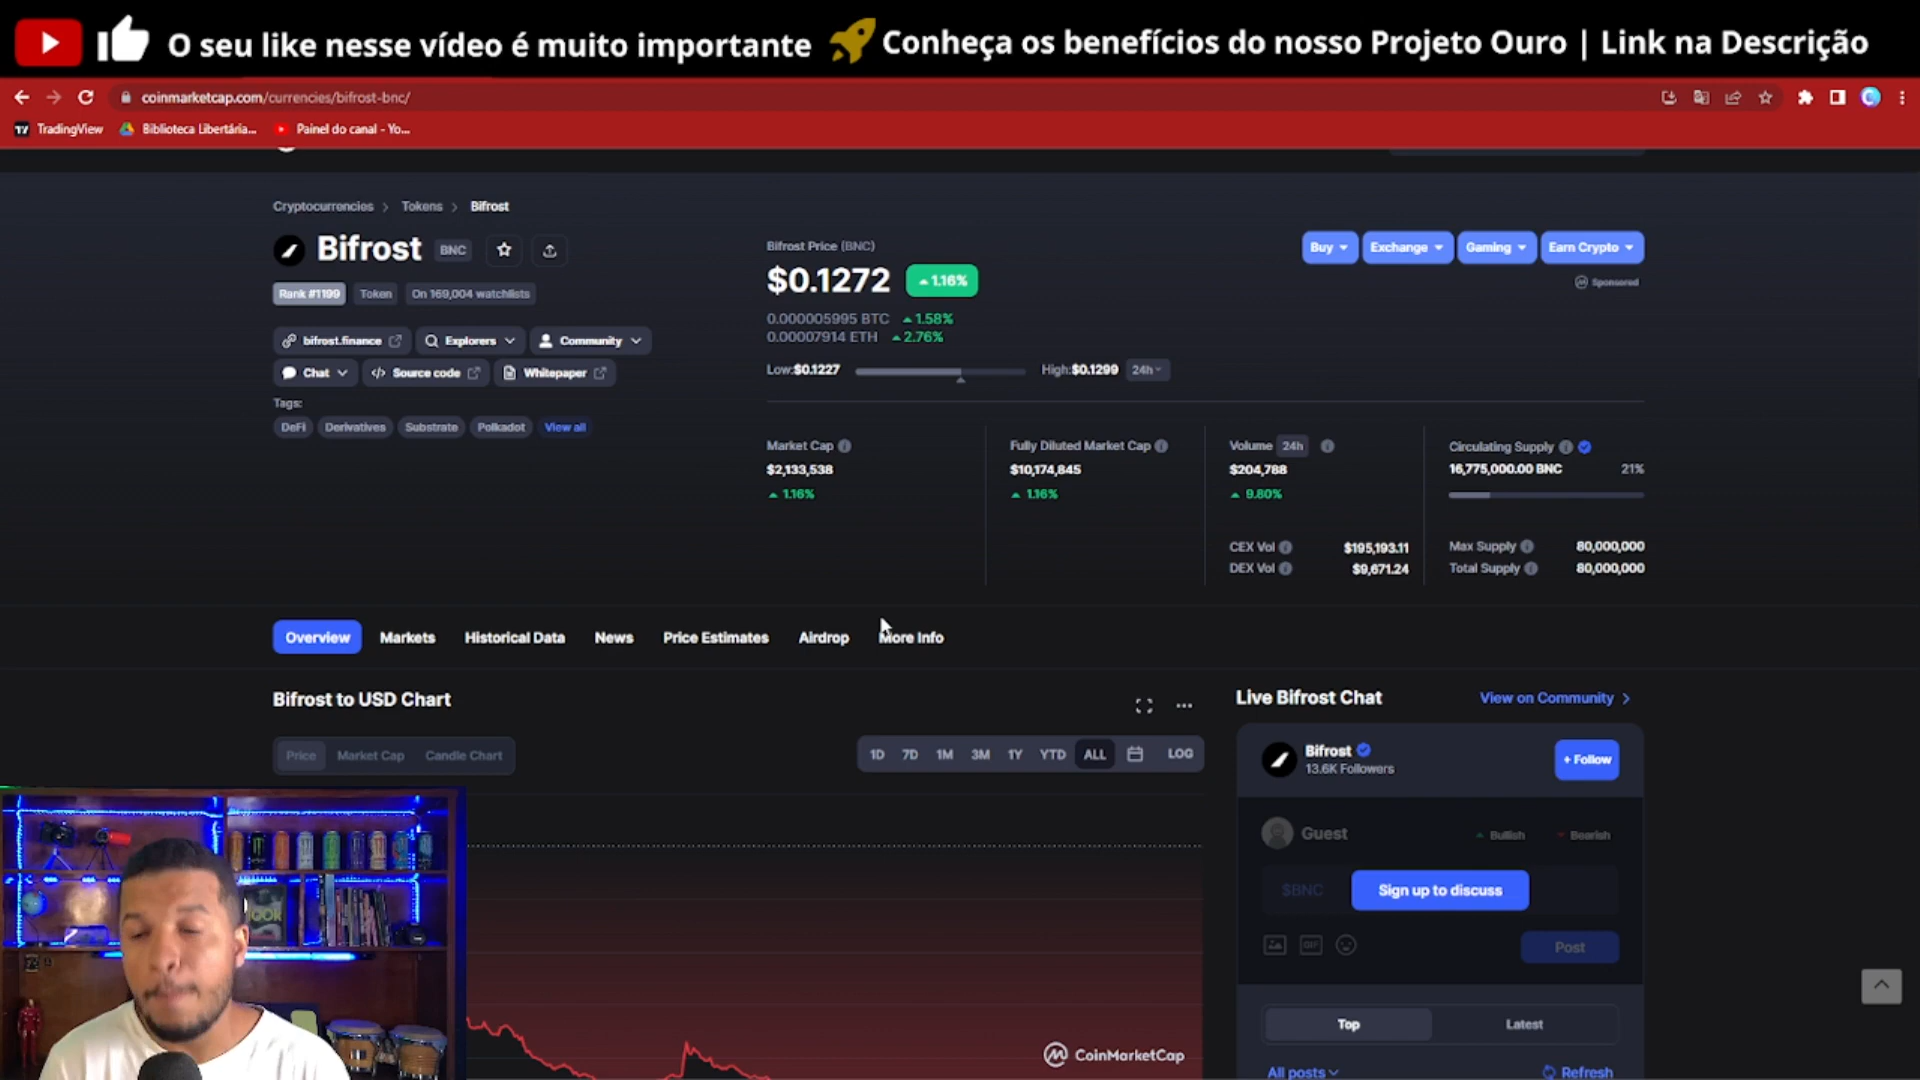 O seu like nesse vídeo é muito importante
Conheça os benefícios do nosso Projeto Ouro | Link na Descrição
coinmarketcap.com/currencies/bifrost-bnc/
TradingView
Biblioteca Libertária...
Painel do canal - Yo...
Cryptocurrencies > Tokens > Bifrost
Bifrost BNC
Rank #1199 Token On 169,004 watchlists
bifrost.finance Explorers Community
Chat Source code Whitepaper
Tags:
DeFi Derivatives Substrate Polkadot View all
Bifrost Price (BNC)
$0.1272 1.16%
0.000005995 BTC 1.58%
0.00007914 ETH 2.76%
Low:$0.1227 High:$0.1299 24h
Buy Exchange Gaming Earn Crypto
Sponsored
Market Cap
$2,133,538
1.16%
Fully Diluted Market Cap
$10,174,845
1.16%
Volume 24h
$204,788
9.80%
CEX Vol $195,193.11
DEX Vol $9,671.24
Circulating Supply
16,775,000.00 BNC 21%
Max Supply 80,000,000
Total Supply 80,000,000
Overview Markets Historical Data News Price Estimates Airdrop More Info
Bifrost to USD Chart
Price Market Cap Candle Chart
1D 7D 1M 3M 1Y YTD ALL LOG
CoinMarketCap
Live Bifrost Chat View on Community
Bifrost
13.6K Followers
+ Follow
Guest Bullish Bearish
$BNC
Sign up to discuss
GIF
Post
Top Latest
All posts Refresh